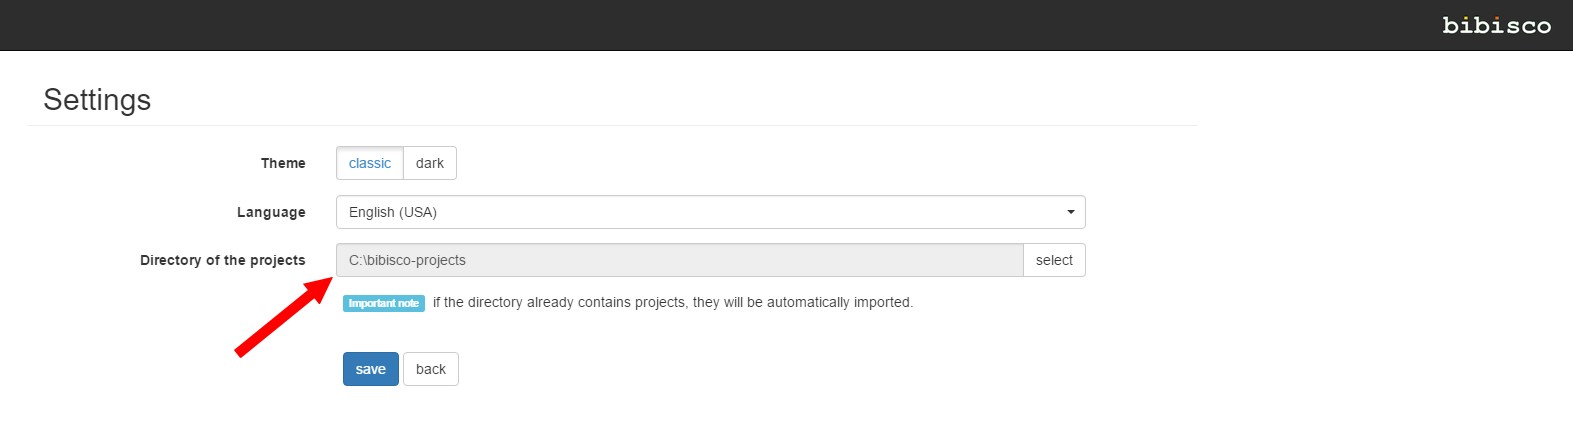 bibisco
Settings
Theme classic dark
Language English (USA)
Directory of the projects C:\bibisco-projects select
Important note if the directory already contains projects, they will be automatically imported.
save back